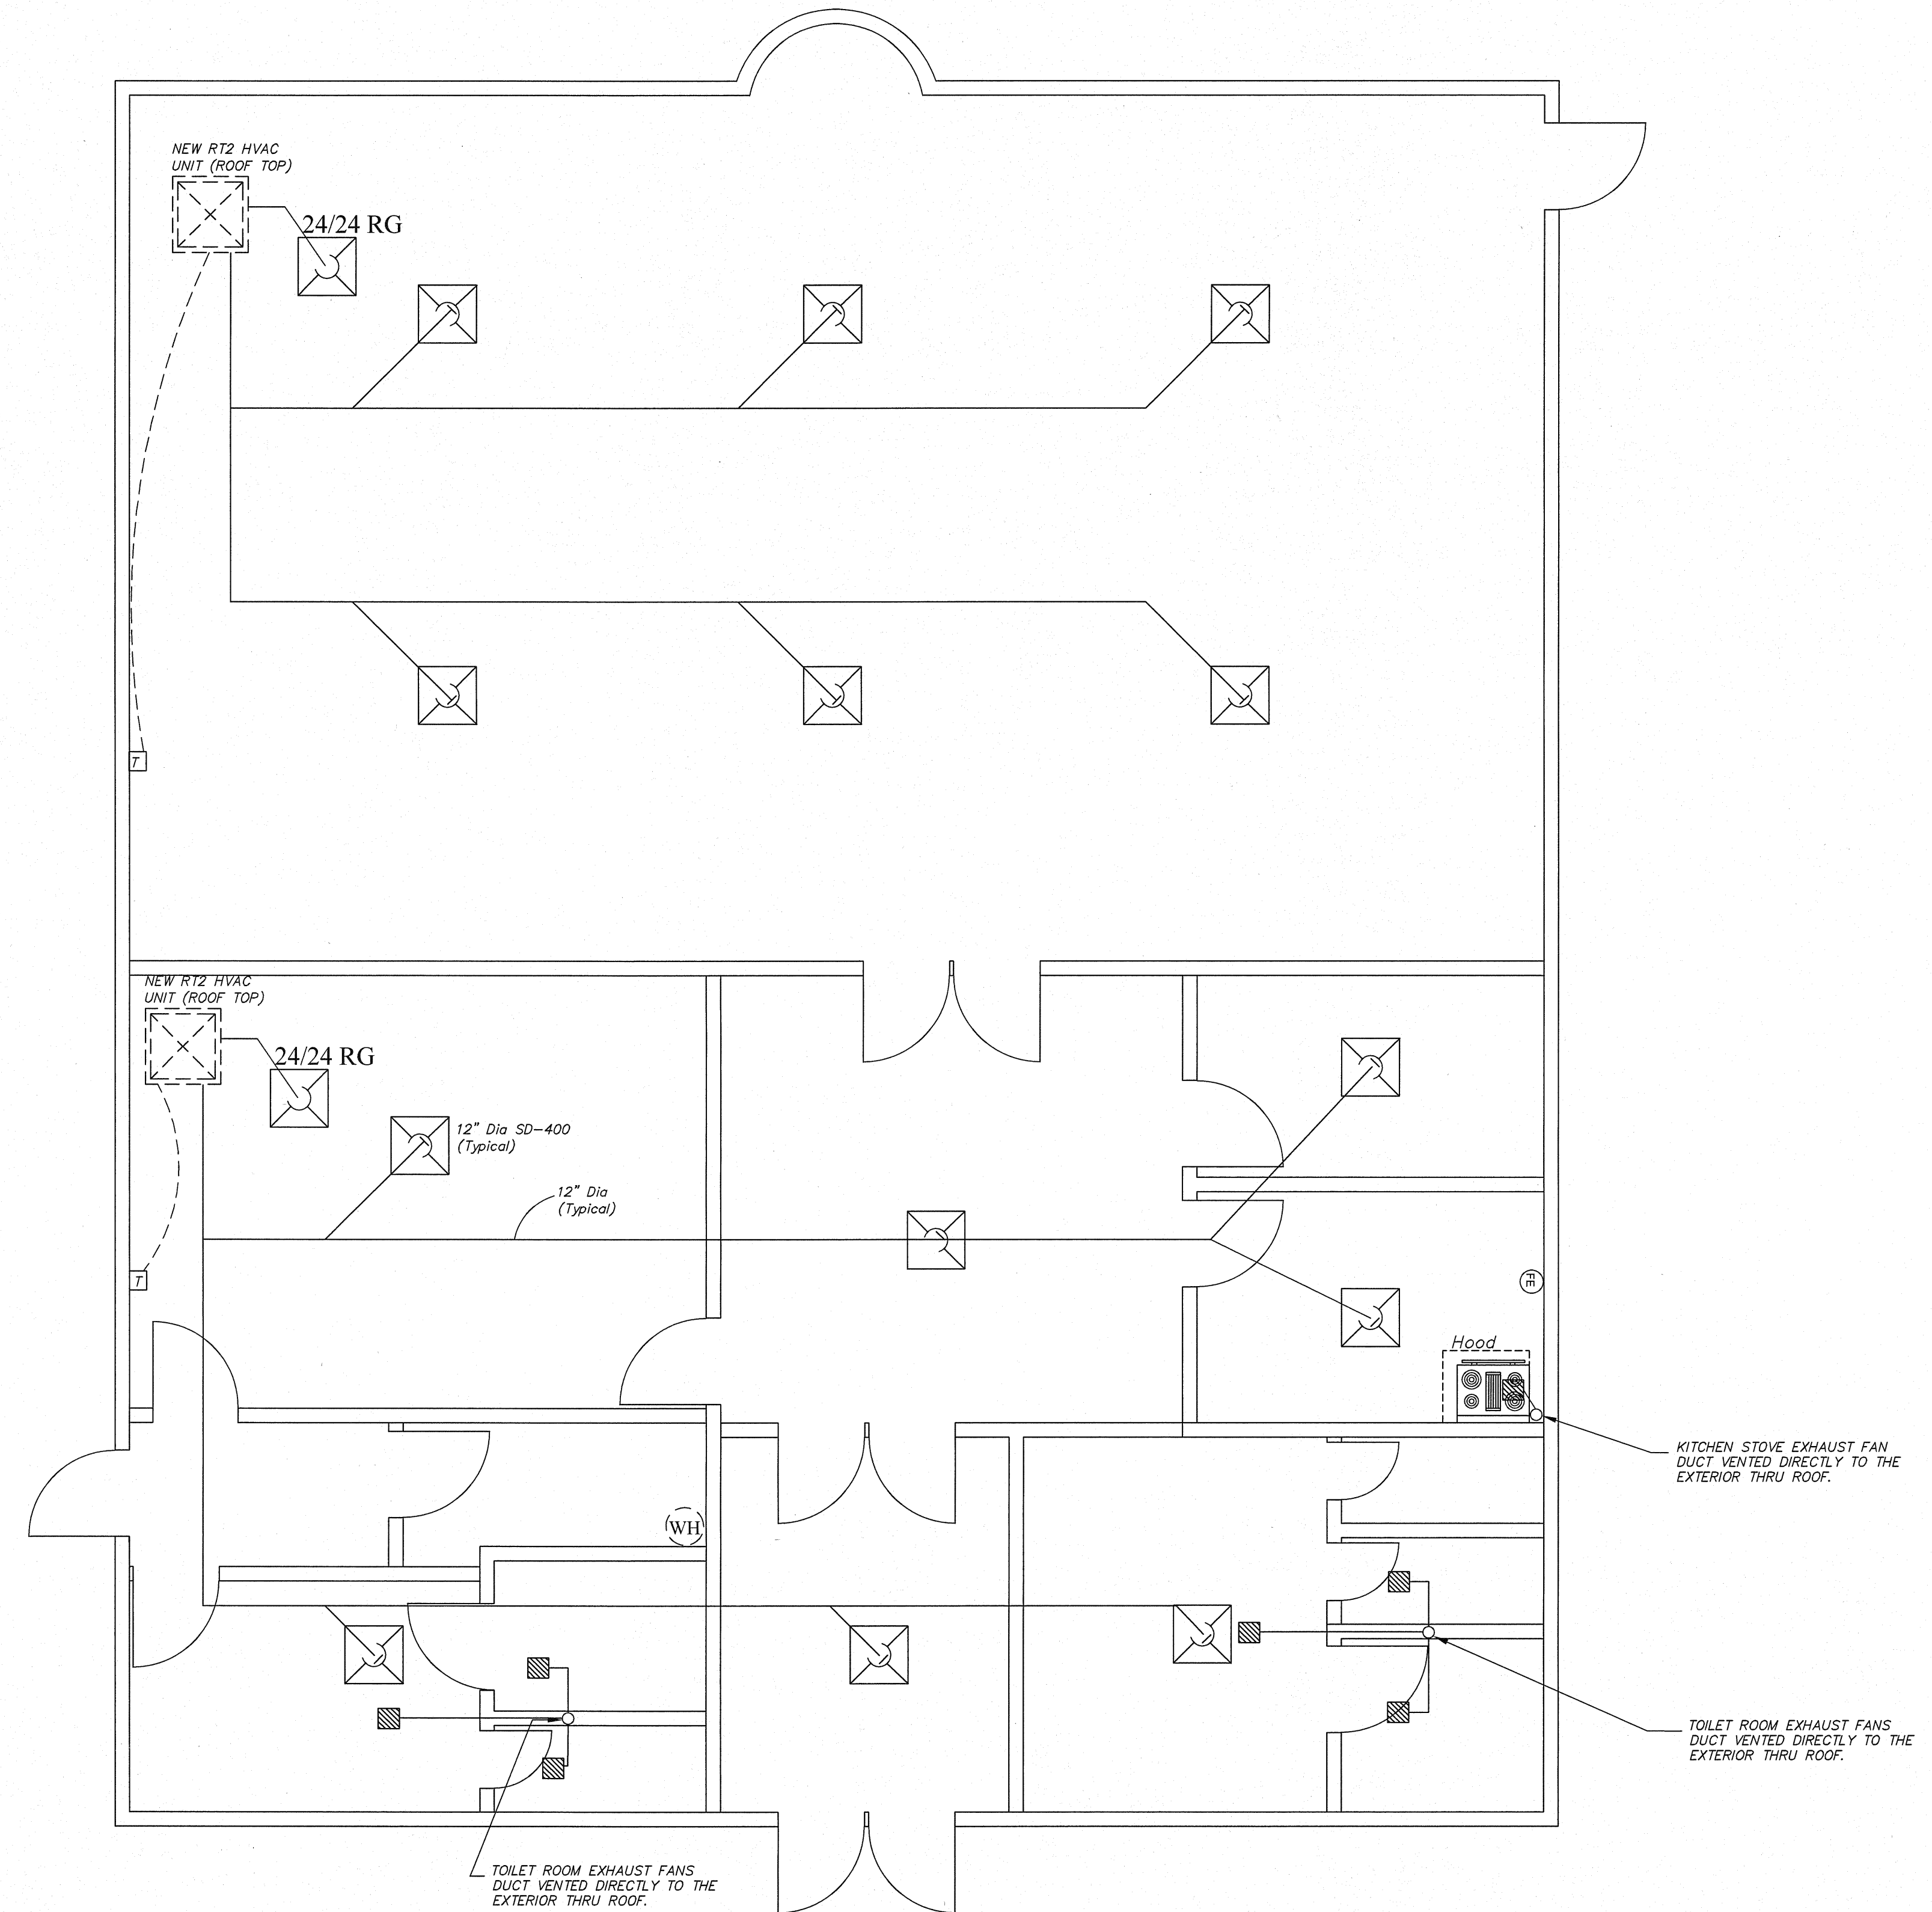 NEW RT2 HVAC
UNIT (ROOF TOP)
24/24 RG
T
NEW RT2 HVAC
UNIT (ROOF TOP)
24/24 RG
12" Dia SD-400
(Typical)
12" Dia
(Typical)
T
FE
Hood
KITCHEN STOVE EXHAUST FAN
DUCT VENTED DIRECTLY TO THE
EXTERIOR THRU ROOF.
WH
TOILET ROOM EXHAUST FANS
DUCT VENTED DIRECTLY TO THE
EXTERIOR THRU ROOF.
TOILET ROOM EXHAUST FANS
DUCT VENTED DIRECTLY TO THE
EXTERIOR THRU ROOF.